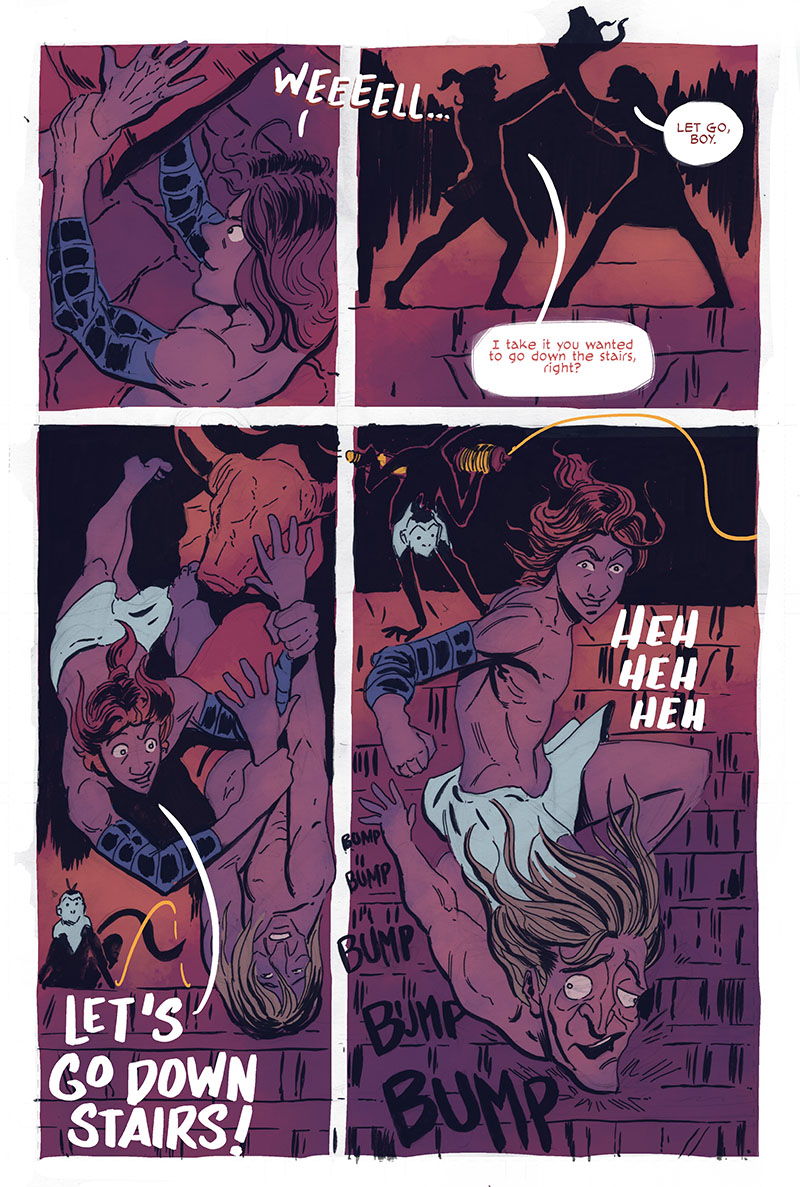 WEEEELL...
LET GO,
BOY.
I take it you wanted
to go down the stairs,
right?
LET'S
GO DOWN
STAIRS!
HEH
HEH
HEH
BUMP
BUMP
BUMP
BUMP
BUMP